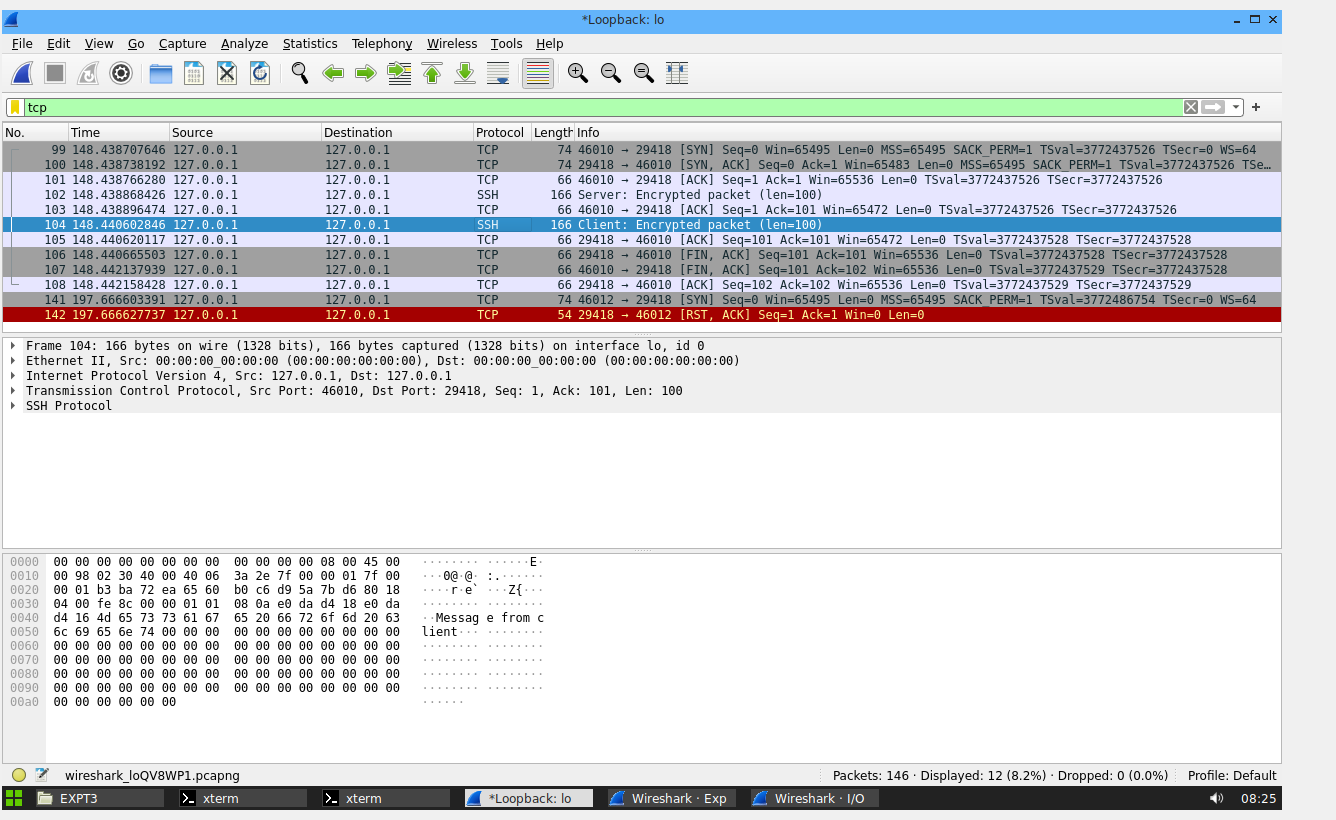 *Loopback: lo
File Edit View Go Capture Analyze Statistics Telephony Wireless Tools Help
tcp
No. Time Source Destination Protocol Length Info
99 148.438707646 127.0.0.1 127.0.0.1 TCP 74 46010 → 29418 [SYN] Seq=0 Win=65495 Len=0 MSS=65495 SACK_PERM=1 TSval=3772437526 TSecr=0 WS=64
100 148.438738192 127.0.0.1 127.0.0.1 TCP 74 29418 → 46010 [SYN, ACK] Seq=0 Ack=1 Win=65483 Len=0 MSS=65495 SACK_PERM=1 TSval=3772437526 TSe…
101 148.438766280 127.0.0.1 127.0.0.1 TCP 66 46010 → 29418 [ACK] Seq=1 Ack=1 Win=65536 Len=0 TSval=3772437526 TSecr=3772437526
102 148.438868426 127.0.0.1 127.0.0.1 SSH 166 Server: Encrypted packet (len=100)
103 148.438896474 127.0.0.1 127.0.0.1 TCP 66 46010 → 29418 [ACK] Seq=1 Ack=101 Win=65472 Len=0 TSval=3772437526 TSecr=3772437526
104 148.440602846 127.0.0.1 127.0.0.1 SSH 166 Client: Encrypted packet (len=100)
105 148.440620117 127.0.0.1 127.0.0.1 TCP 66 29418 → 46010 [ACK] Seq=101 Ack=101 Win=65472 Len=0 TSval=3772437528 TSecr=3772437528
106 148.440665503 127.0.0.1 127.0.0.1 TCP 66 29418 → 46010 [FIN, ACK] Seq=101 Ack=101 Win=65536 Len=0 TSval=3772437528 TSecr=3772437528
107 148.442137939 127.0.0.1 127.0.0.1 TCP 66 46010 → 29418 [FIN, ACK] Seq=101 Ack=102 Win=65536 Len=0 TSval=3772437529 TSecr=3772437528
108 148.442158428 127.0.0.1 127.0.0.1 TCP 66 29418 → 46010 [ACK] Seq=102 Ack=102 Win=65536 Len=0 TSval=3772437529 TSecr=3772437529
141 197.666603391 127.0.0.1 127.0.0.1 TCP 74 46012 → 29418 [SYN] Seq=0 Win=65495 Len=0 MSS=65495 SACK_PERM=1 TSval=3772486754 TSecr=0 WS=64
142 197.666627737 127.0.0.1 127.0.0.1 TCP 54 29418 → 46012 [RST, ACK] Seq=1 Ack=1 Win=0 Len=0
Frame 104: 166 bytes on wire (1328 bits), 166 bytes captured (1328 bits) on interface lo, id 0
Ethernet II, Src: 00:00:00_00:00:00 (00:00:00:00:00:00), Dst: 00:00:00_00:00:00 (00:00:00:00:00:00)
Internet Protocol Version 4, Src: 127.0.0.1, Dst: 127.0.0.1
Transmission Control Protocol, Src Port: 46010, Dst Port: 29418, Seq: 1, Ack: 101, Len: 100
SSH Protocol
0000 00 00 00 00 00 00 00 00 00 00 00 00 08 00 45 00 ········ ······E·
0010 00 98 02 30 40 00 40 06 3a 2e 7f 00 00 01 7f 00 ···0@·@· :.······
0020 00 01 b3 ba 72 ea 65 60 b0 c6 d9 5a 7b d6 80 18 ····r·e` ···Z{···
0030 04 00 fe 8c 00 00 01 01 08 0a e0 da d4 18 e0 da ········ ········
0040 d4 16 4d 65 73 73 61 67 65 20 66 72 6f 6d 20 63 ··Messag e from c
0050 6c 69 65 6e 74 00 00 00 00 00 00 00 00 00 00 00 lient··· ········
0060 00 00 00 00 00 00 00 00 00 00 00 00 00 00 00 00 ········ ········
0070 00 00 00 00 00 00 00 00 00 00 00 00 00 00 00 00 ········ ········
0080 00 00 00 00 00 00 00 00 00 00 00 00 00 00 00 00 ········ ········
0090 00 00 00 00 00 00 00 00 00 00 00 00 00 00 00 00 ········ ········
00a0 00 00 00 00 00 00 ······
wireshark_loQV8WP1.pcapng Packets: 146 · Displayed: 12 (8.2%) · Dropped: 0 (0.0%) Profile: Default
EXPT3 xterm xterm *Loopback: lo Wireshark · Exp Wireshark · I/O 08:25